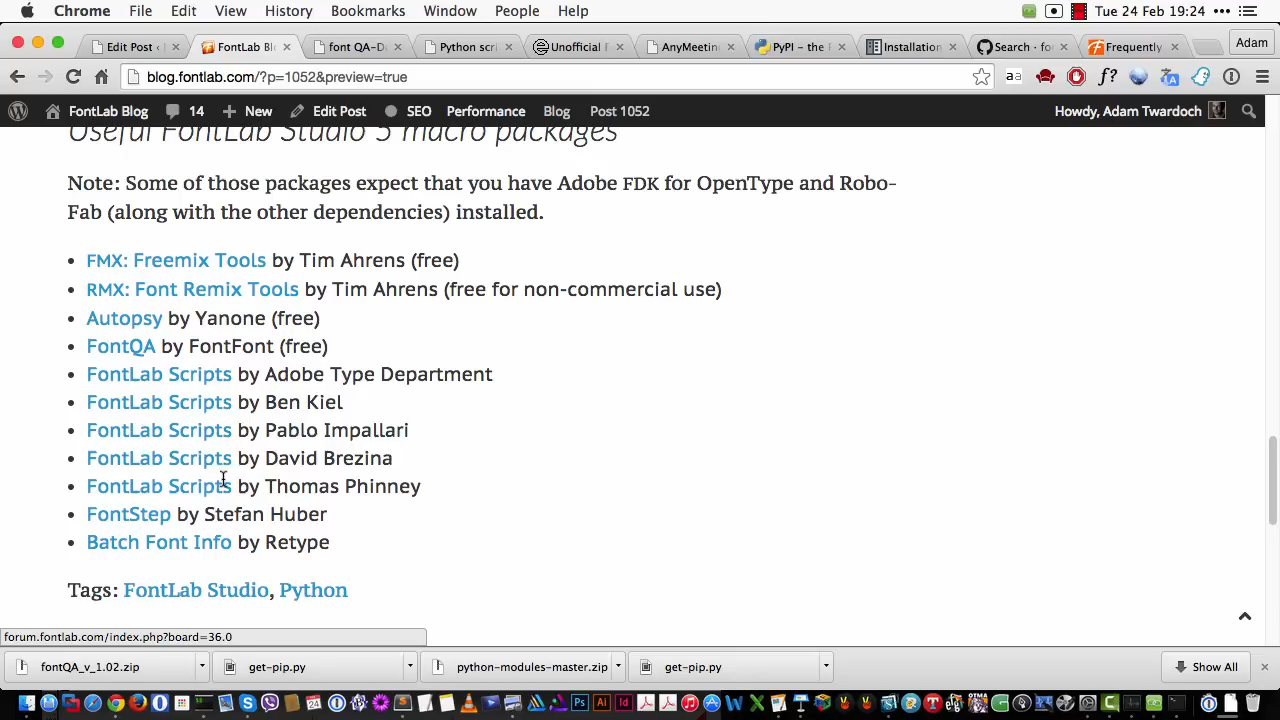 Chrome File Edit View History Bookmarks Window People Help Tue 24 Feb 19:24
Edit Post ‹ FontLab Bl font QA-D Python scri Unofficial AnyMeeting PyPI - the Installation Search · fo Frequently Adam
blog.fontlab.com/?p=1052&preview=true
FontLab Blog 14 New Edit Post SEO Performance Blog Post 1052 Howdy, Adam Twardoch
Useful FontLab Studio 5 macro packages
Note: Some of those packages expect that you have Adobe FDK for OpenType and Robo-
Fab (along with the other dependencies) installed.
• FMX: Freemix Tools by Tim Ahrens (free)
• RMX: Font Remix Tools by Tim Ahrens (free for non-commercial use)
• Autopsy by Yanone (free)
• FontQA by FontFont (free)
• FontLab Scripts by Adobe Type Department
• FontLab Scripts by Ben Kiel
• FontLab Scripts by Pablo Impallari
• FontLab Scripts by David Brezina
• FontLab Scripts by Thomas Phinney
• FontStep by Stefan Huber
• Batch Font Info by Retype
Tags: FontLab Studio, Python
forum.fontlab.com/index.php?board=36.0
fontQA_v_1.02.zip get-pip.py python-modules-master.zip get-pip.py Show All